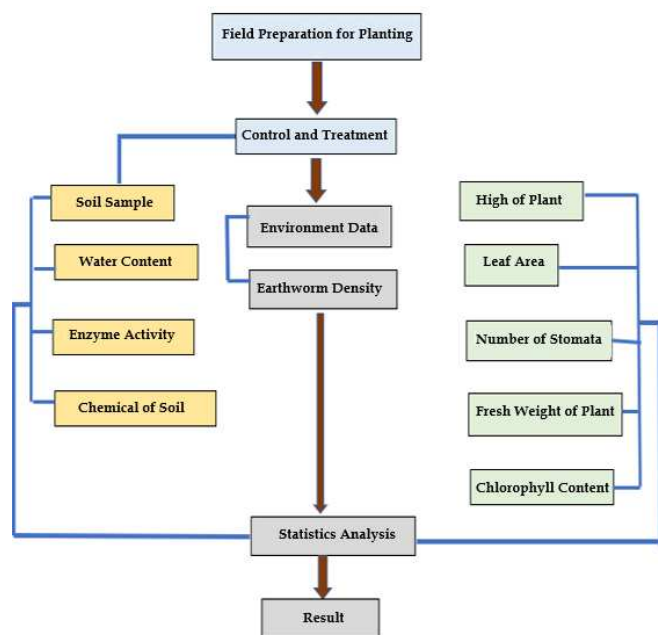 Field Preparation for Planting
Control and Treatment
Soil Sample
Water Content
Enzyme Activity
Chemical of Soil
Environment Data
Earthworm Density
High of Plant
Leaf Area
Number of Stomata
Fresh Weight of Plant
Chlorophyll Content
Statistics Analysis
Result